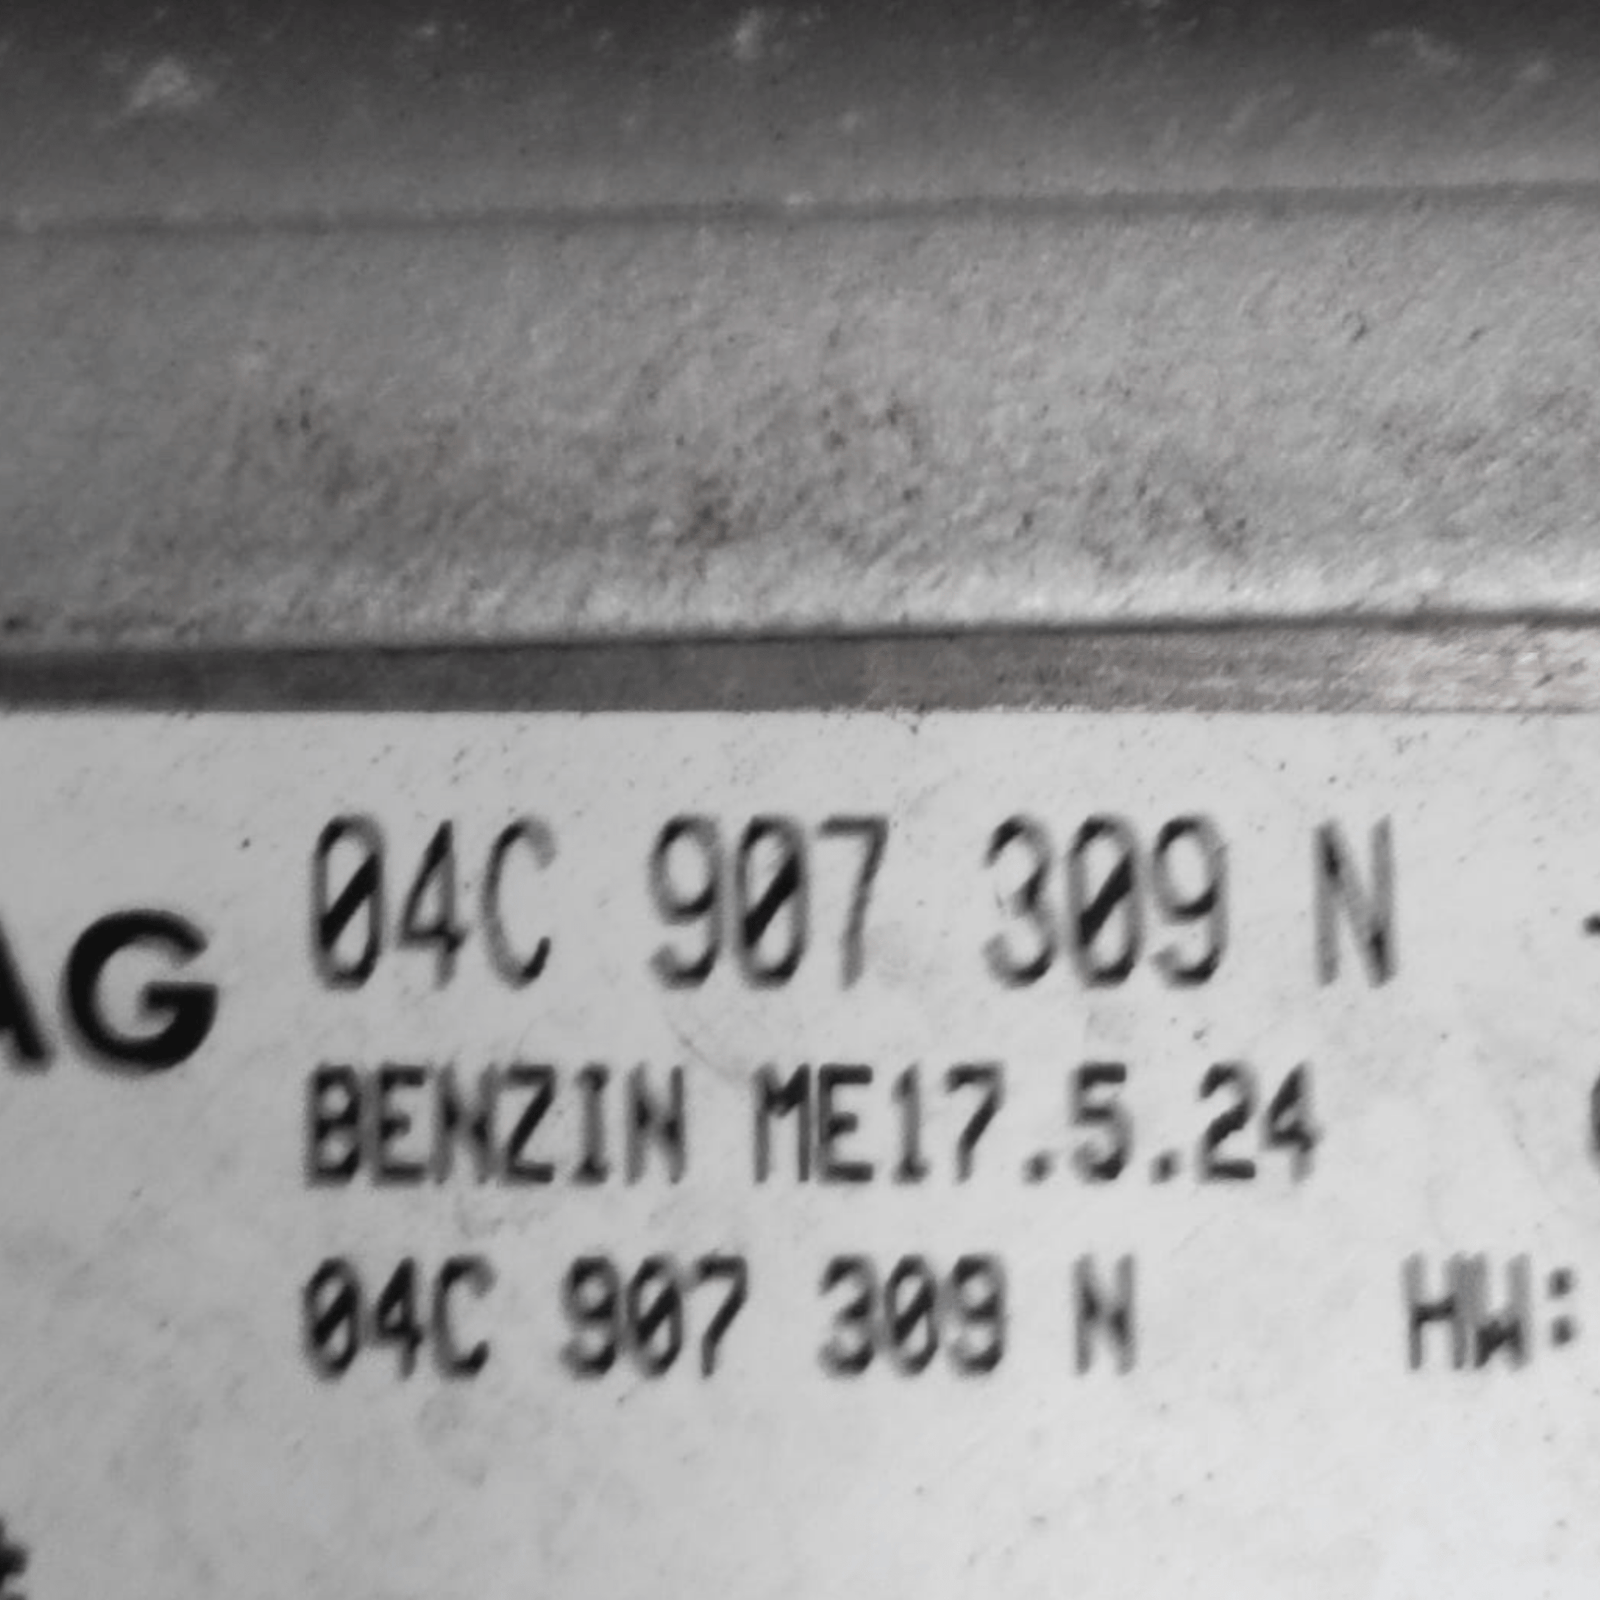 AG
04C 907 309 N
BENZIN ME17.5.24
04C 907 309 N HW: